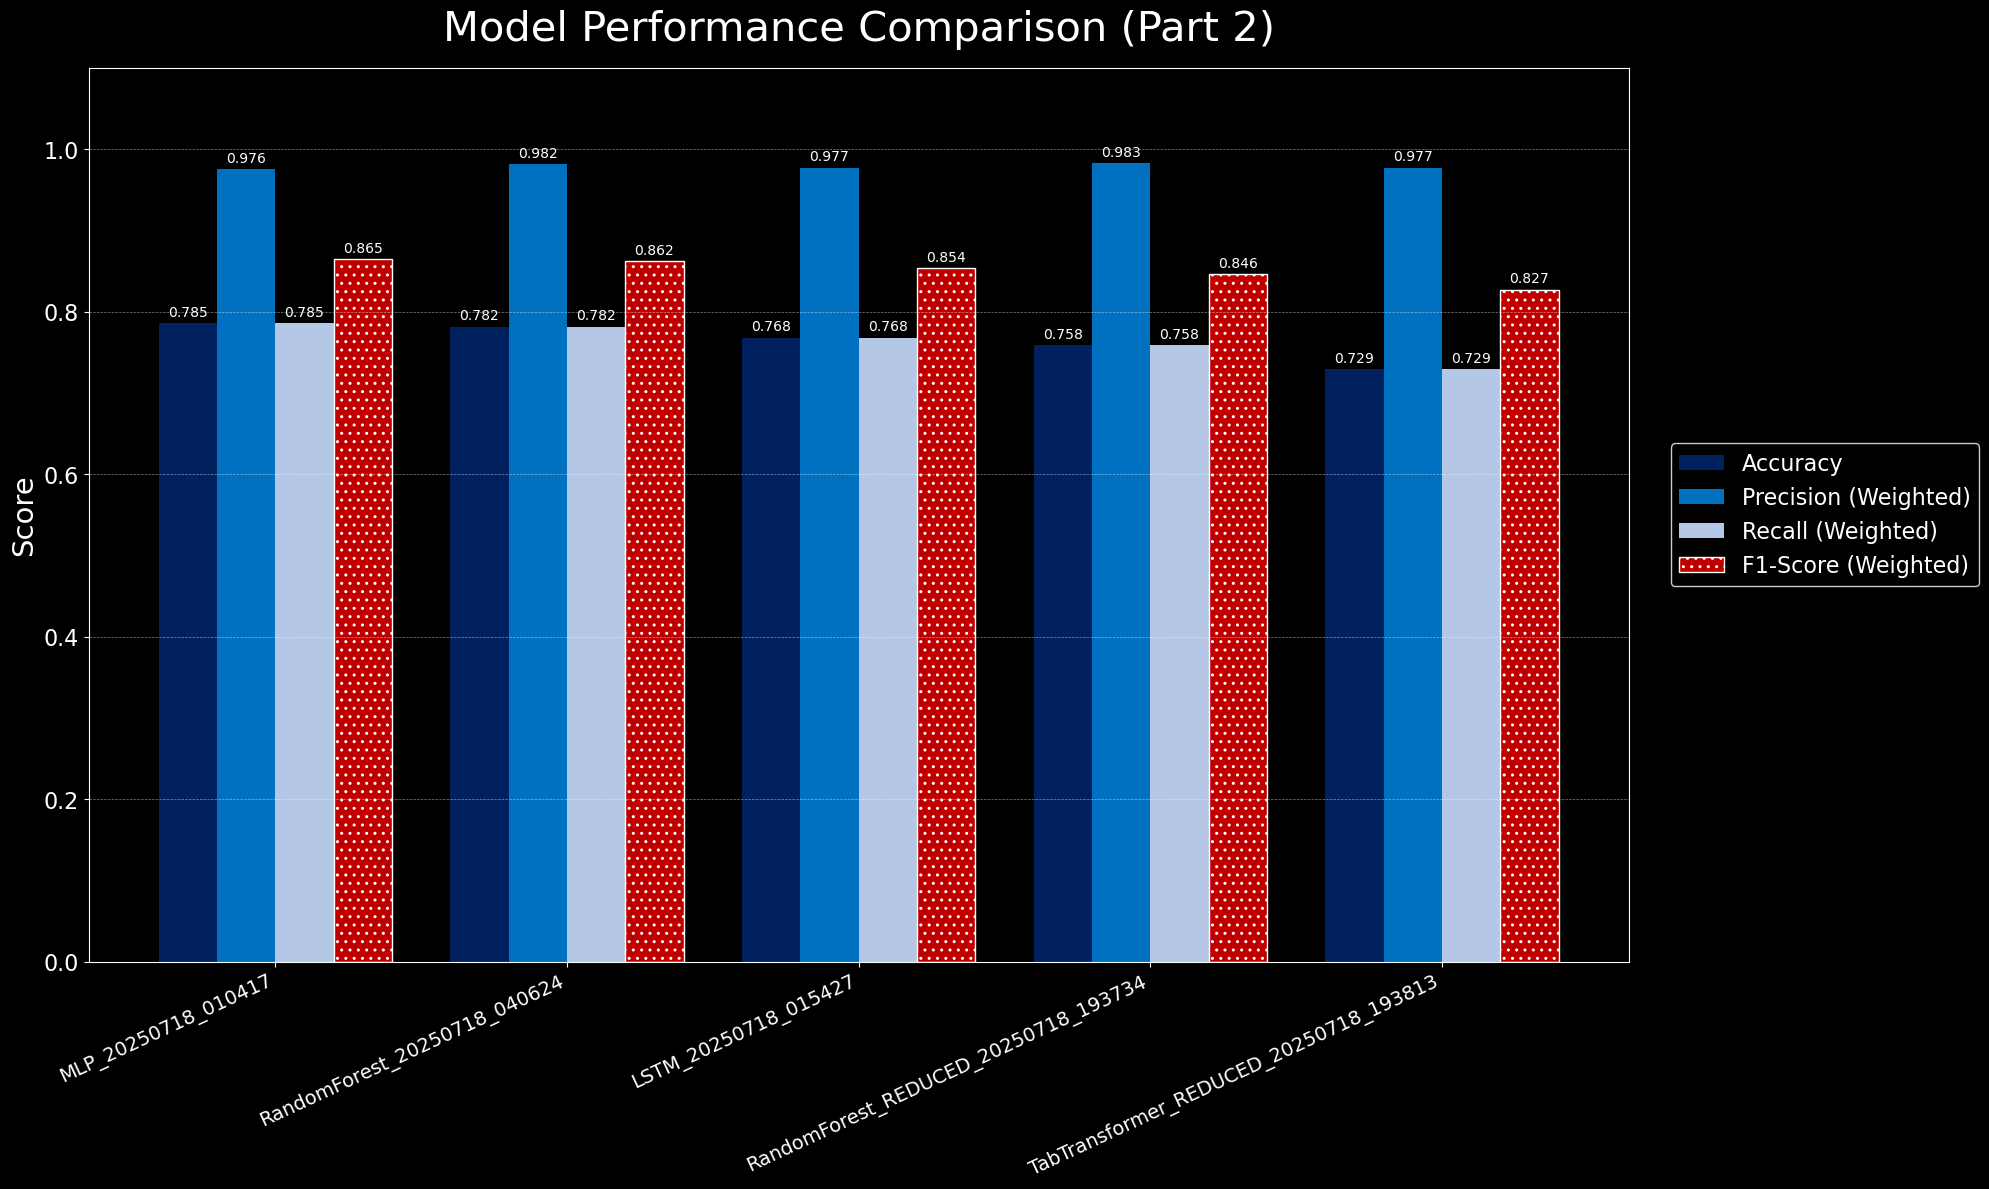 Model Performance Comparison (Part 2)
Score
1.0
0.8
0.6
0.4
0.2
0.0
0.785
0.976
0.785
0.865
0.782
0.982
0.782
0.862
0.768
0.977
0.768
0.854
0.758
0.983
0.758
0.846
0.729
0.977
0.729
0.827
MLP_20250718_010417
RandomForest_20250718_040624
LSTM_20250718_015427
RandomForest_REDUCED_20250718_193734
TabTransformer_REDUCED_20250718_193813
Accuracy
Precision (Weighted)
Recall (Weighted)
F1-Score (Weighted)